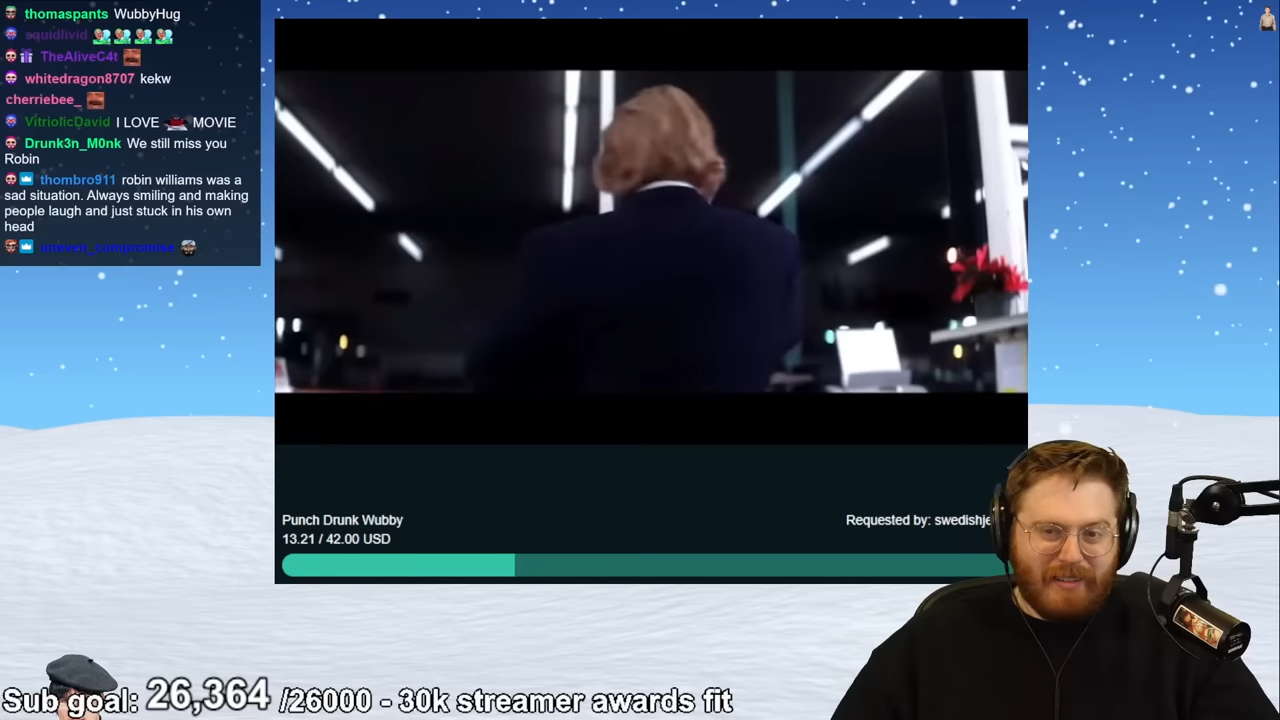 thomaspants WubbyHug
squidlivid
TheAliveC4t
whitedragon8707 kekw
cherriebee_
VitriolicDavid I LOVE MOVIE
Drunk3n_M0nk We still miss you
Robin
thombro911 robin williams was a
sad situation. Always smiling and making
people laugh and just stuck in his own
head
uneven_compromise
Punch Drunk Wubby
Requested by: swedishje
13.21 / 42.00 USD
Sub goal: 26,364 /26000 - 30k streamer awards fit